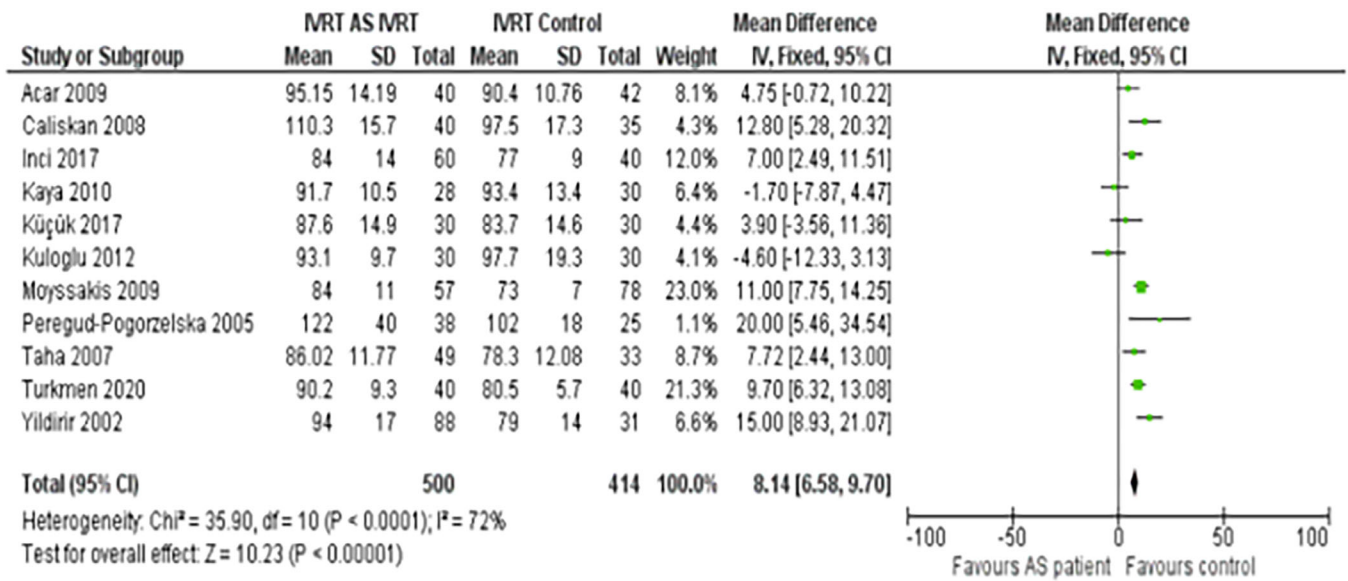 IVRT AS IVRT IVRT Control Mean Difference Mean Difference
Study or Subgroup Mean SD Total Mean SD Total Weight IV, Fixed, 95% CI IV, Fixed, 95% CI
Acar 2009 95.15 14.19 40 90.4 10.76 42 8.1% 4.75 [-0.72, 10.22]
Caliskan 2008 110.3 15.7 40 97.5 17.3 35 4.3% 12.80 [5.28, 20.32]
Inci 2017 84 14 60 77 9 40 12.0% 7.00 [2.49, 11.51]
Kaya 2010 91.7 10.5 28 93.4 13.4 30 6.4% -1.70 [-7.87, 4.47]
Küçük 2017 87.6 14.9 30 83.7 14.6 30 4.4% 3.90 [-3.56, 11.36]
Kuloglu 2012 93.1 9.7 30 97.7 19.3 30 4.1% -4.60 [-12.33, 3.13]
Moyssakis 2009 84 11 57 73 7 78 23.0% 11.00 [7.75, 14.25]
Peregud-Pogorzelska 2005 122 40 38 102 18 25 1.1% 20.00 [5.46, 34.54]
Taha 2007 86.02 11.77 49 78.3 12.08 33 8.7% 7.72 [2.44, 13.00]
Turkmen 2020 90.2 9.3 40 80.5 5.7 40 21.3% 9.70 [6.32, 13.08]
Yildirir 2002 94 17 88 79 14 31 6.6% 15.00 [8.93, 21.07]
Total (95% CI) 500 414 100.0% 8.14 [6.58, 9.70]
Heterogeneity: Chi² = 35.90, df = 10 (P < 0.0001); I² = 72%
Test for overall effect: Z = 10.23 (P < 0.00001)
-100 -50 0 50 100
Favours AS patient Favours control